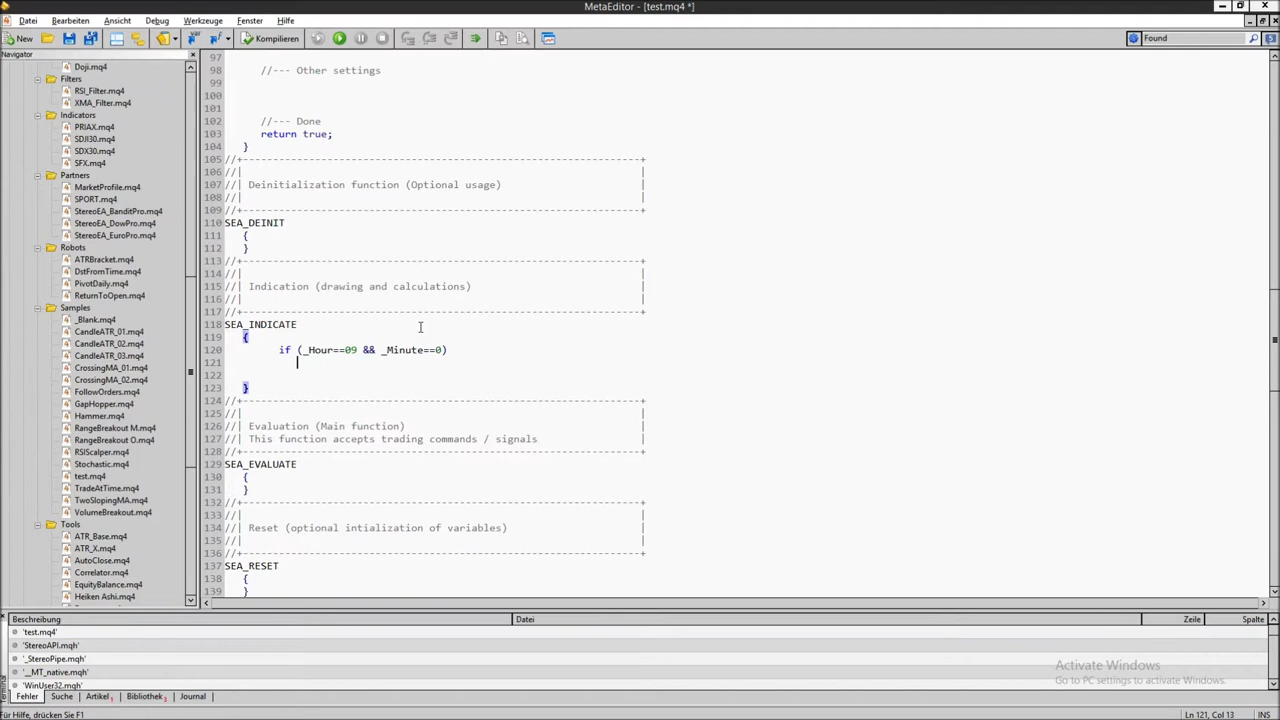 MetaEditor - [test.mq4 *]
Datei Bearbeiten Ansicht Debug Werkzeuge Fenster Hilfe
New Kompilieren Found
Navigator
Doji.mq4
Filters
RSI_Filter.mq4
XMA_Filter.mq4
Indicators
PRIAX.mq4
SDJI30.mq4
SDX30.mq4
SFX.mq4
Partners
MarketProfile.mq4
SPORT.mq4
StereoEA_BanditPro.mq4
StereoEA_DowPro.mq4
StereoEA_EuroPro.mq4
Robots
ATRBracket.mq4
DstFromTime.mq4
PivotDaily.mq4
ReturnToOpen.mq4
Samples
_Blank.mq4
CandleATR_01.mq4
CandleATR_02.mq4
CandleATR_03.mq4
CrossingMA_01.mq4
CrossingMA_02.mq4
FollowOrders.mq4
GapHopper.mq4
Hammer.mq4
RangeBreakout M.mq4
RangeBreakout O.mq4
RSIScalper.mq4
Stochastic.mq4
test.mq4
TradeAtTime.mq4
TwoSlopingMA.mq4
VolumeBreakout.mq4
Tools
ATR_Base.mq4
ATR_X.mq4
AutoClose.mq4
Correlator.mq4
EquityBalance.mq4
Heiken Ashi.mq4
97
98 //--- Other settings
99
100
101
102 //--- Done
103 return true;
104 }
105 //+------------------------------------------------------------------+
106 //| |
107 //| Deinitialization function (Optional usage) |
108 //| |
109 //+------------------------------------------------------------------+
110 SEA_DEINIT
111 {
112 }
113 //+------------------------------------------------------------------+
114 //| |
115 //| Indication (drawing and calculations) |
116 //| |
117 //+------------------------------------------------------------------+
118 SEA_INDICATE
119 {
120 if (_Hour==09 && _Minute==0)
121
122
123 }
124 //+------------------------------------------------------------------+
125 //| |
126 //| Evaluation (Main function) |
127 //| This function accepts trading commands / signals |
128 //+------------------------------------------------------------------+
129 SEA_EVALUATE
130 {
131 }
132 //+------------------------------------------------------------------+
133 //| |
134 //| Reset (optional intialization of variables) |
135 //| |
136 //+------------------------------------------------------------------+
137 SEA_RESET
138 {
139 }
Beschreibung Datei Zeile Spalte
'test.mq4'
'StereoAPI.mqh'
'_StereoPipe.mqh'
'__MT_native.mqh'
'WinUser32.mqh'
Activate Windows
Go to PC settings to activate Windows.
Terminal
Fehler Suche Artikel Bibliothek Journal
Für Hilfe, drücken Sie F1 Ln 121, Col 13 INS